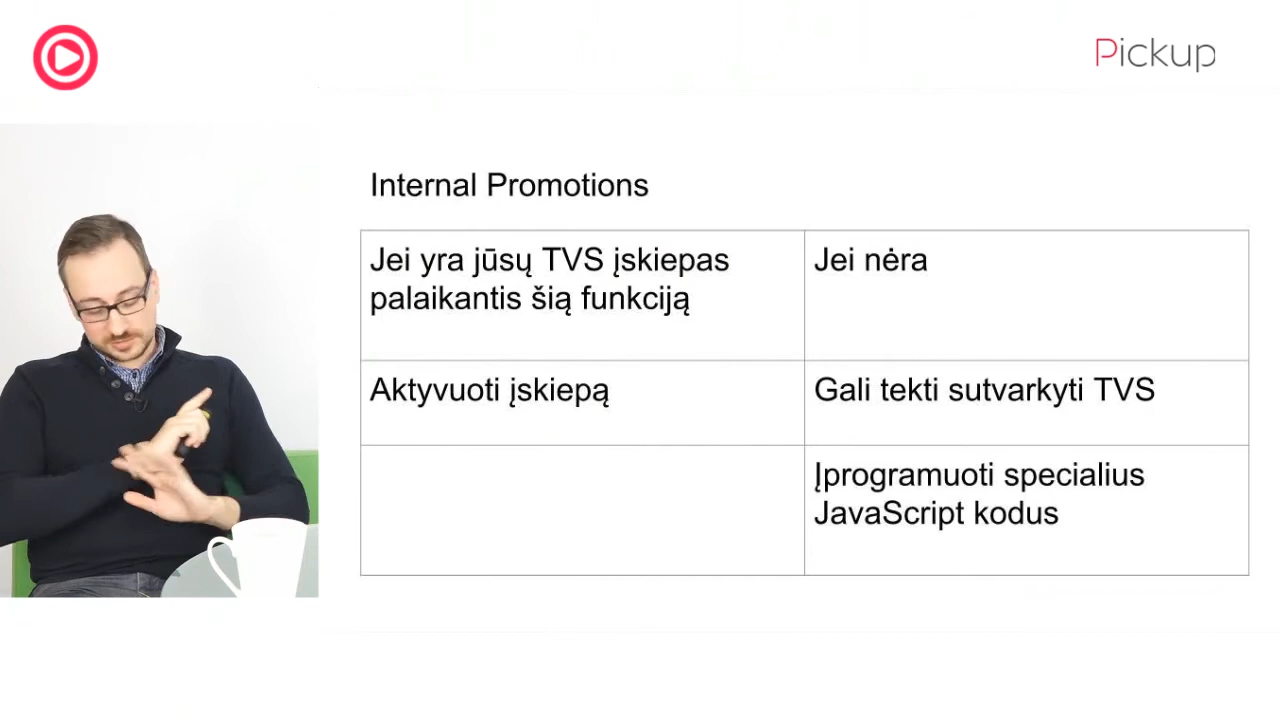 Pickup
Internal Promotions
Jei yra jūsų TVS įskiepas
palaikantis šią funkciją
Jei nėra
Aktyvuoti įskiepą
Gali tekti sutvarkyti TVS
Įprogramuoti specialius
JavaScript kodus